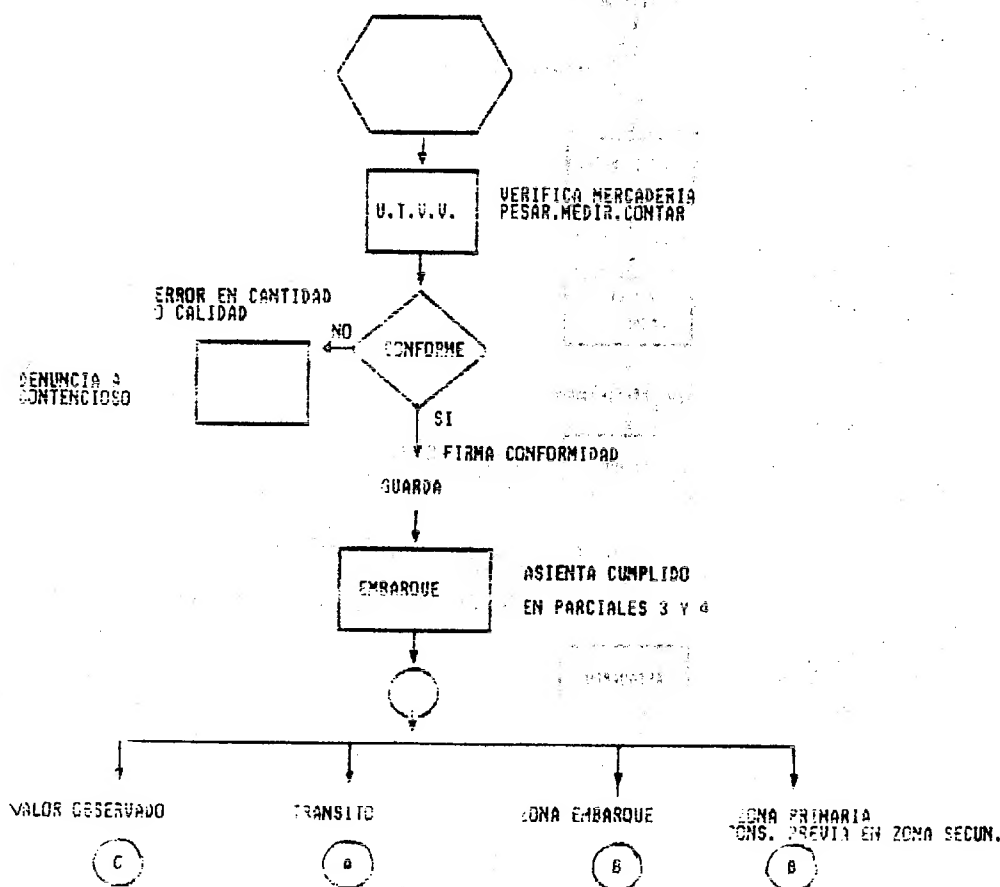 U.T.V.V.
VERIFICA MERCADERIA
PESAR.MEDIR.CONTAR
ERROR EN CANTIDAD
O CALIDAD
NO
CONFORME
DENUNCIA A
CONTENCIOSO
SI
FIRMA CONFORMIDAD
GUARDA
EMBARQUE
ASIENTA CUMPLIDO
EN PARCIALES 3 Y 4
VALOR OBSERVADO
TRANSITO
ZONA EMBARQUE
ZONA PRIMARIA
CONS. PREVIA EN ZONA SECUN.
C
A
B
B